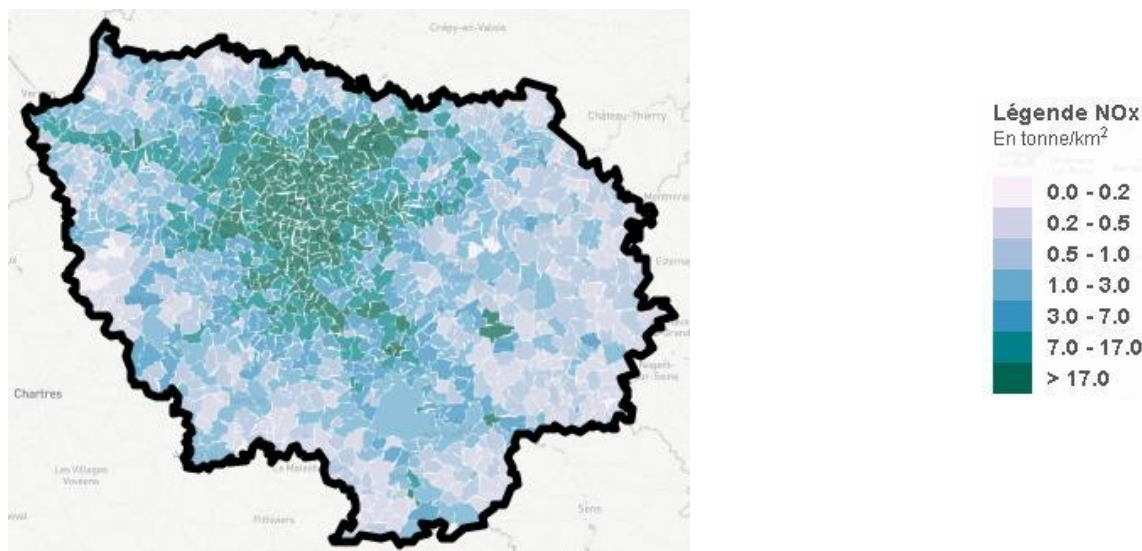 Crépy-en-Valois
Château-Thierry
Chartres
Les Villages
Vovéens
Pithiviers
Sens
Légende NOx
En tonne/km²
0.0 - 0.2
0.2 - 0.5
0.5 - 1.0
1.0 - 3.0
3.0 - 7.0
7.0 - 17.0
> 17.0